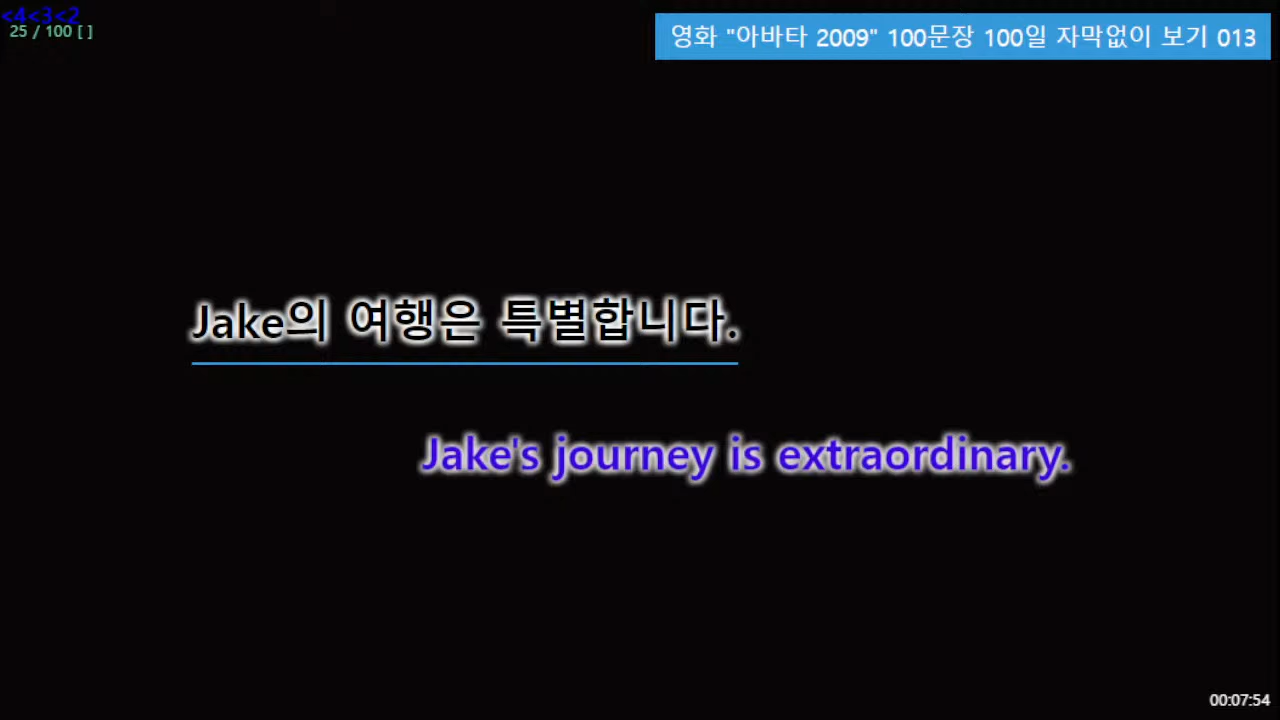 <4<3<2
25 / 100 [ ]
영화 "아바타 2009" 100문장 100일 자막없이 보기 013
Jake의 여행은 특별합니다.
Jake's journey is extraordinary.
00:07:54